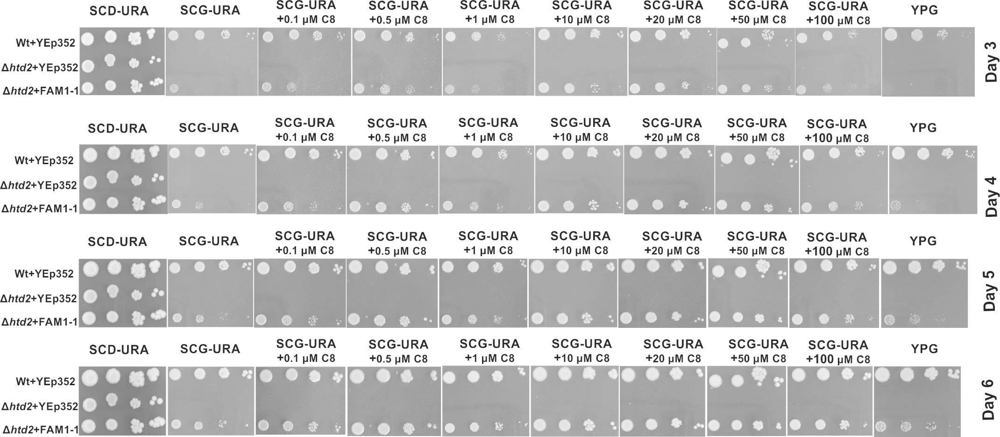 SCD-URA SCG-URA SCG-URA SCG-URA SCG-URA SCG-URA SCG-URA SCG-URA SCG-URA YPG
+0.1 µM C8 +0.5 µM C8 +1 µM C8 +10 µM C8 +20 µM C8 +50 µM C8 +100 µM C8
Wt+YEp352
Δhtd2+YEp352
Δhtd2+FAM1-1
Day 3
SCD-URA SCG-URA SCG-URA SCG-URA SCG-URA SCG-URA SCG-URA SCG-URA SCG-URA YPG
+0.1 µM C8 +0.5 µM C8 +1 µM C8 +10 µM C8 +20 µM C8 +50 µM C8 +100 µM C8
Wt+YEp352
Δhtd2+YEp352
Δhtd2+FAM1-1
Day 4
SCD-URA SCG-URA SCG-URA SCG-URA SCG-URA SCG-URA SCG-URA SCG-URA SCG-URA YPG
+0.1 µM C8 +0.5 µM C8 +1 µM C8 +10 µM C8 +20 µM C8 +50 µM C8 +100 µM C8
Wt+YEp352
Δhtd2+YEp352
Δhtd2+FAM1-1
Day 5
SCD-URA SCG-URA SCG-URA SCG-URA SCG-URA SCG-URA SCG-URA SCG-URA SCG-URA YPG
+0.1 µM C8 +0.5 µM C8 +1 µM C8 +10 µM C8 +20 µM C8 +50 µM C8 +100 µM C8
Wt+YEp352
Δhtd2+YEp352
Δhtd2+FAM1-1
Day 6